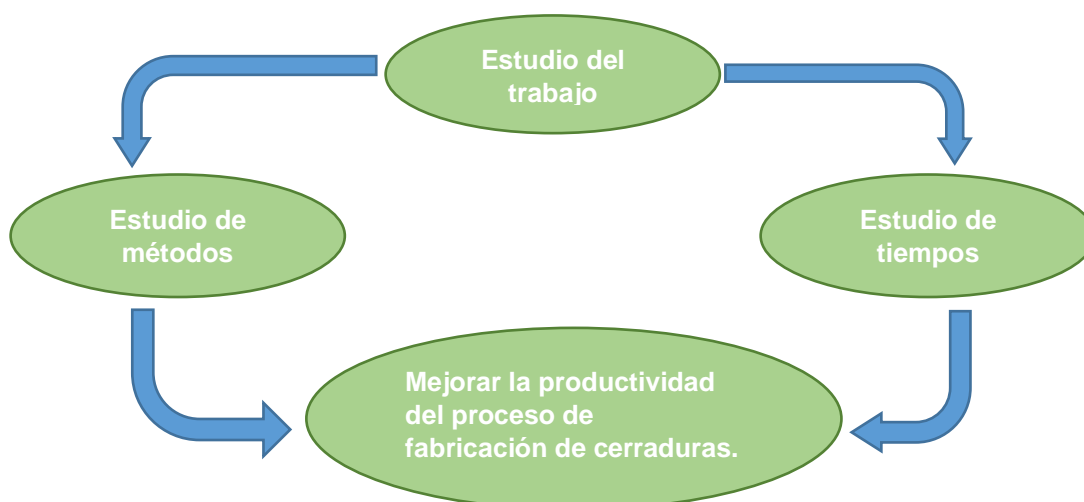 Estudio del
trabajo
Estudio de
métodos
Estudio de
tiempos
Mejorar la productividad
del proceso de
fabricación de cerraduras.